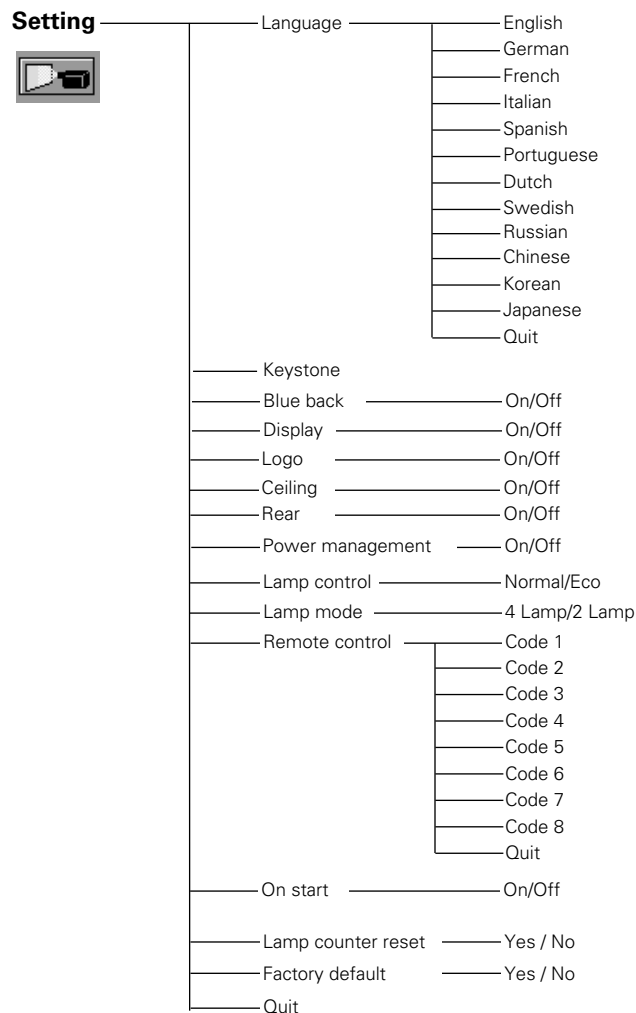 Setting Language English
German
French
Italian
Spanish
Portuguese
Dutch
Swedish
Russian
Chinese
Korean
Japanese
Quit
Keystone
Blue back On/Off
Display On/Off
Logo On/Off
Ceiling On/Off
Rear On/Off
Power management On/Off
Lamp control Normal/Eco
Lamp mode 4 Lamp/2 Lamp
Remote control Code 1
Code 2
Code 3
Code 4
Code 5
Code 6
Code 7
Code 8
Quit
On start On/Off
Lamp counter reset Yes / No
Factory default Yes / No
Quit